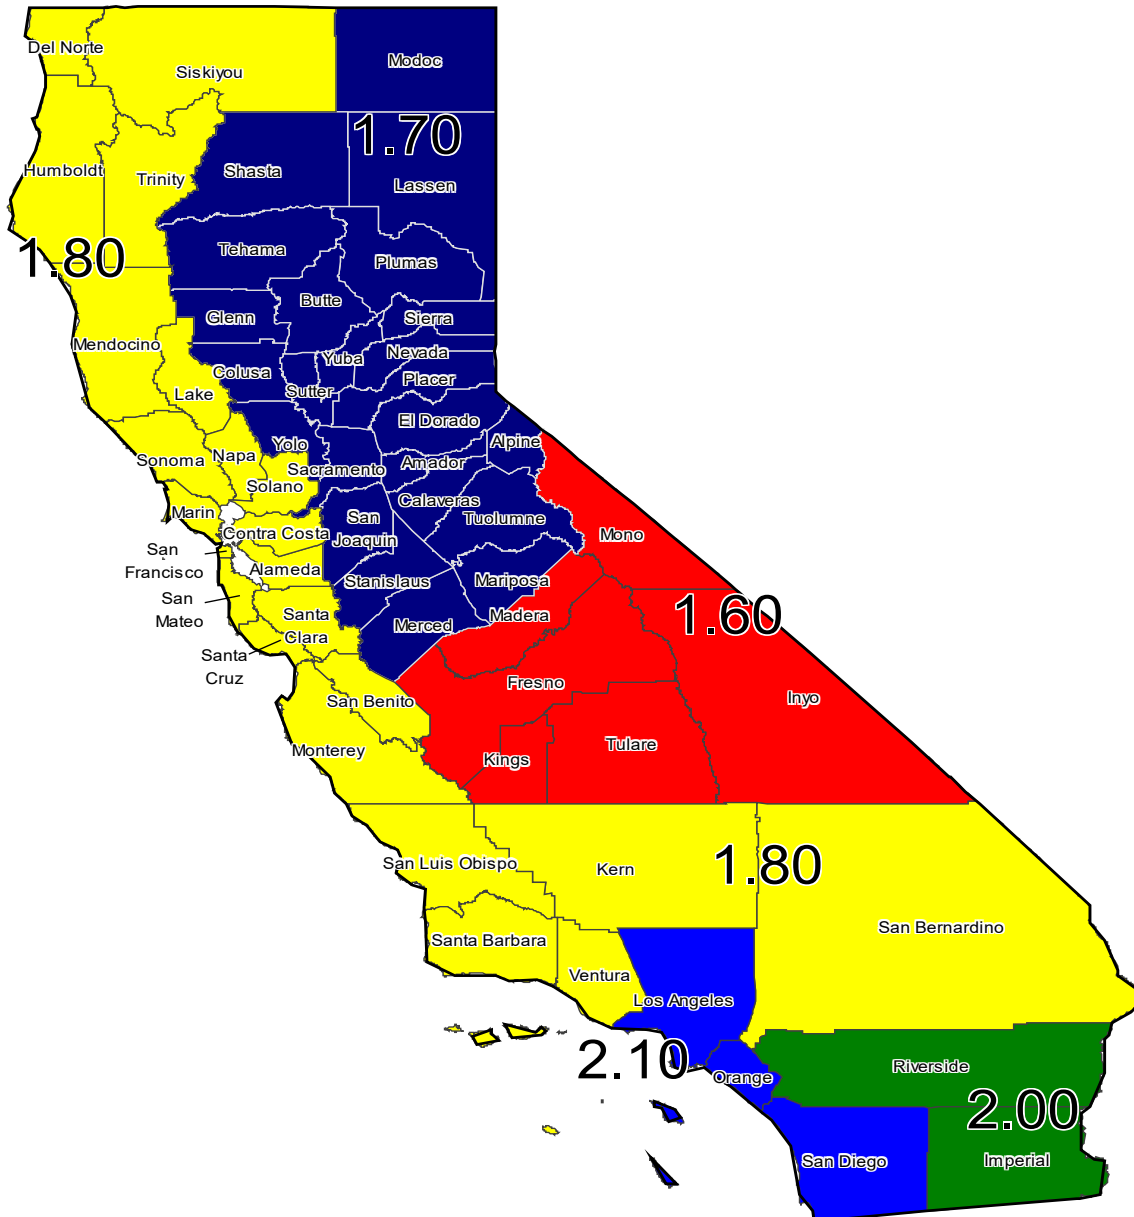 Del Norte
Modoc
Siskiyou
1.70
Humboldt
Trinity
Shasta
Lassen
1.80
Tehama
Plumas
Butte
Glenn
Sierra
Mendocino
Yuba
Nevada
Colusa
Placer
Lake
Sutter
El Dorado
Sonoma
Napa
Yolo
Alpine
Sacramento
Amador
Solano
Calaveras
Marin
San
Joaquin
Tuolumne
Contra Costa
Mono
San
Francisco
Alameda
Stanislaus
Mariposa
San
Mateo
Santa
Clara
Merced
Madera
1.60
Santa
Cruz
Fresno
Inyo
San Benito
Monterey
Kings
Tulare
San Luis Obispo
Kern
1.80
San Bernardino
Santa Barbara
Ventura
Los Angeles
2.10
Orange
Riverside
2.00
San Diego
Imperial